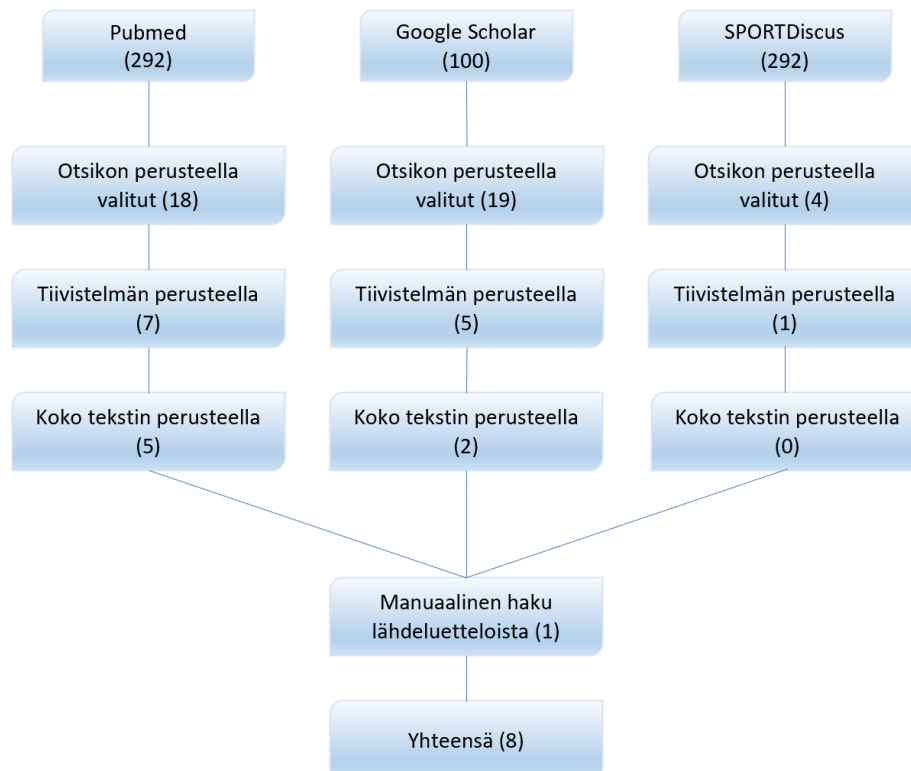 Pubmed
(292)
Google Scholar
(100)
SPORTDiscus
(292)
Otsikon perusteella
valitut (18)
Otsikon perusteella
valitut (19)
Otsikon perusteella
valitut (4)
Tiivistelmän perusteella
(7)
Tiivistelmän perusteella
(5)
Tiivistelmän perusteella
(1)
Koko tekstin perusteella
(5)
Koko tekstin perusteella
(2)
Koko tekstin perusteella
(0)
Manuaalinen haku
lähdeluetteloista (1)
Yhteensä (8)